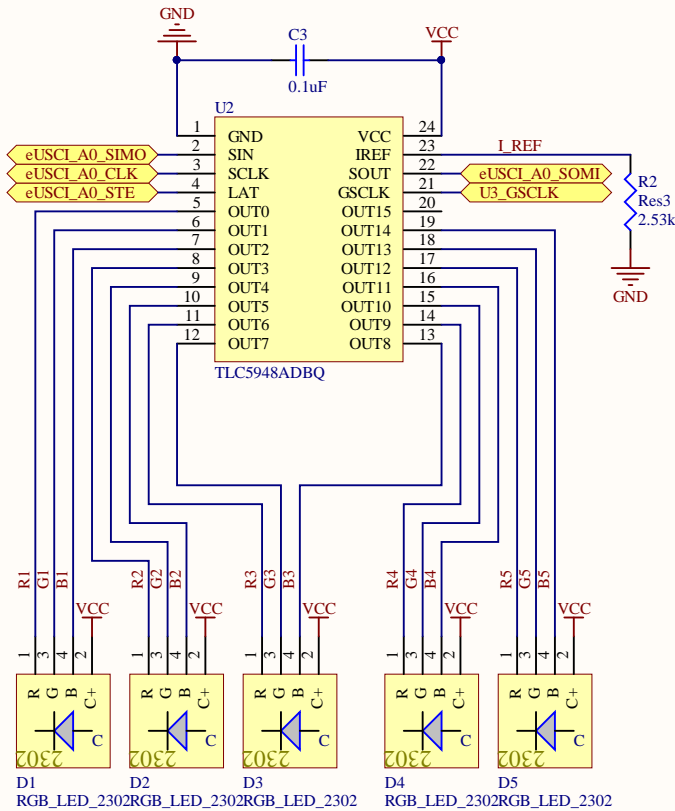 GND
C3
VCC
0.1uF
U2
1 GND VCC 24
eUSCI_A0_SIMO 2 SIN IREF 23 I_REF
eUSCI_A0_CLK 3 SCLK SOUT 22 eUSCI_A0_SOMI
eUSCI_A0_STE 4 LAT GSCLK 21 U3_GSCLK
5 OUT0 OUT15 20
6 OUT1 OUT14 19
7 OUT2 OUT13 18
8 OUT3 OUT12 17
9 OUT4 OUT11 16
10 OUT5 OUT10 15
11 OUT6 OUT9 14
12 OUT7 OUT8 13
TLC5948ADBQ
R2
Res3
2.53k
GND
R1 G1 B1 R2 G2 B2 R3 G3 B3 R4 G4 B4 R5 G5 B5
VCC VCC VCC VCC VCC
1 3 4 2 1 3 4 2 1 3 4 2 1 3 4 2 1 3 4 2
R G B C+ R G B C+ R G B C+ R G B C+ R G B C+
C C C C C
2302 2302 2302 2302 2302
D1 D2 D3 D4 D5
RGB_LED_2302 RGB_LED_2302 RGB_LED_2302 RGB_LED_2302 RGB_LED_2302